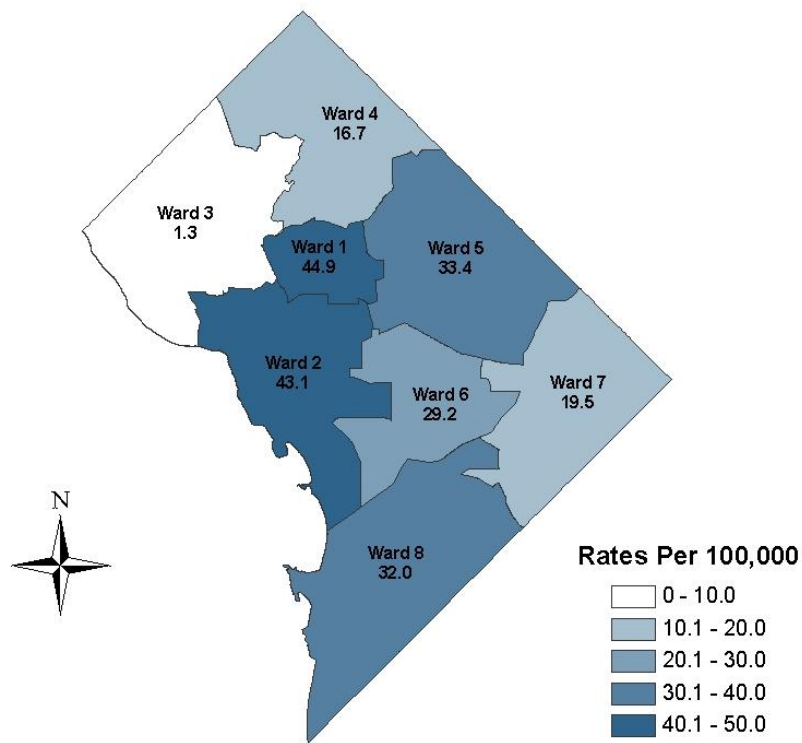 Ward 4
16.7
Ward 3
1.3
Ward 1
44.9
Ward 5
33.4
Ward 2
43.1
Ward 6
29.2
Ward 7
19.5
Ward 8
32.0
N
Rates Per 100,000
0 - 10.0
10.1 - 20.0
20.1 - 30.0
30.1 - 40.0
40.1 - 50.0